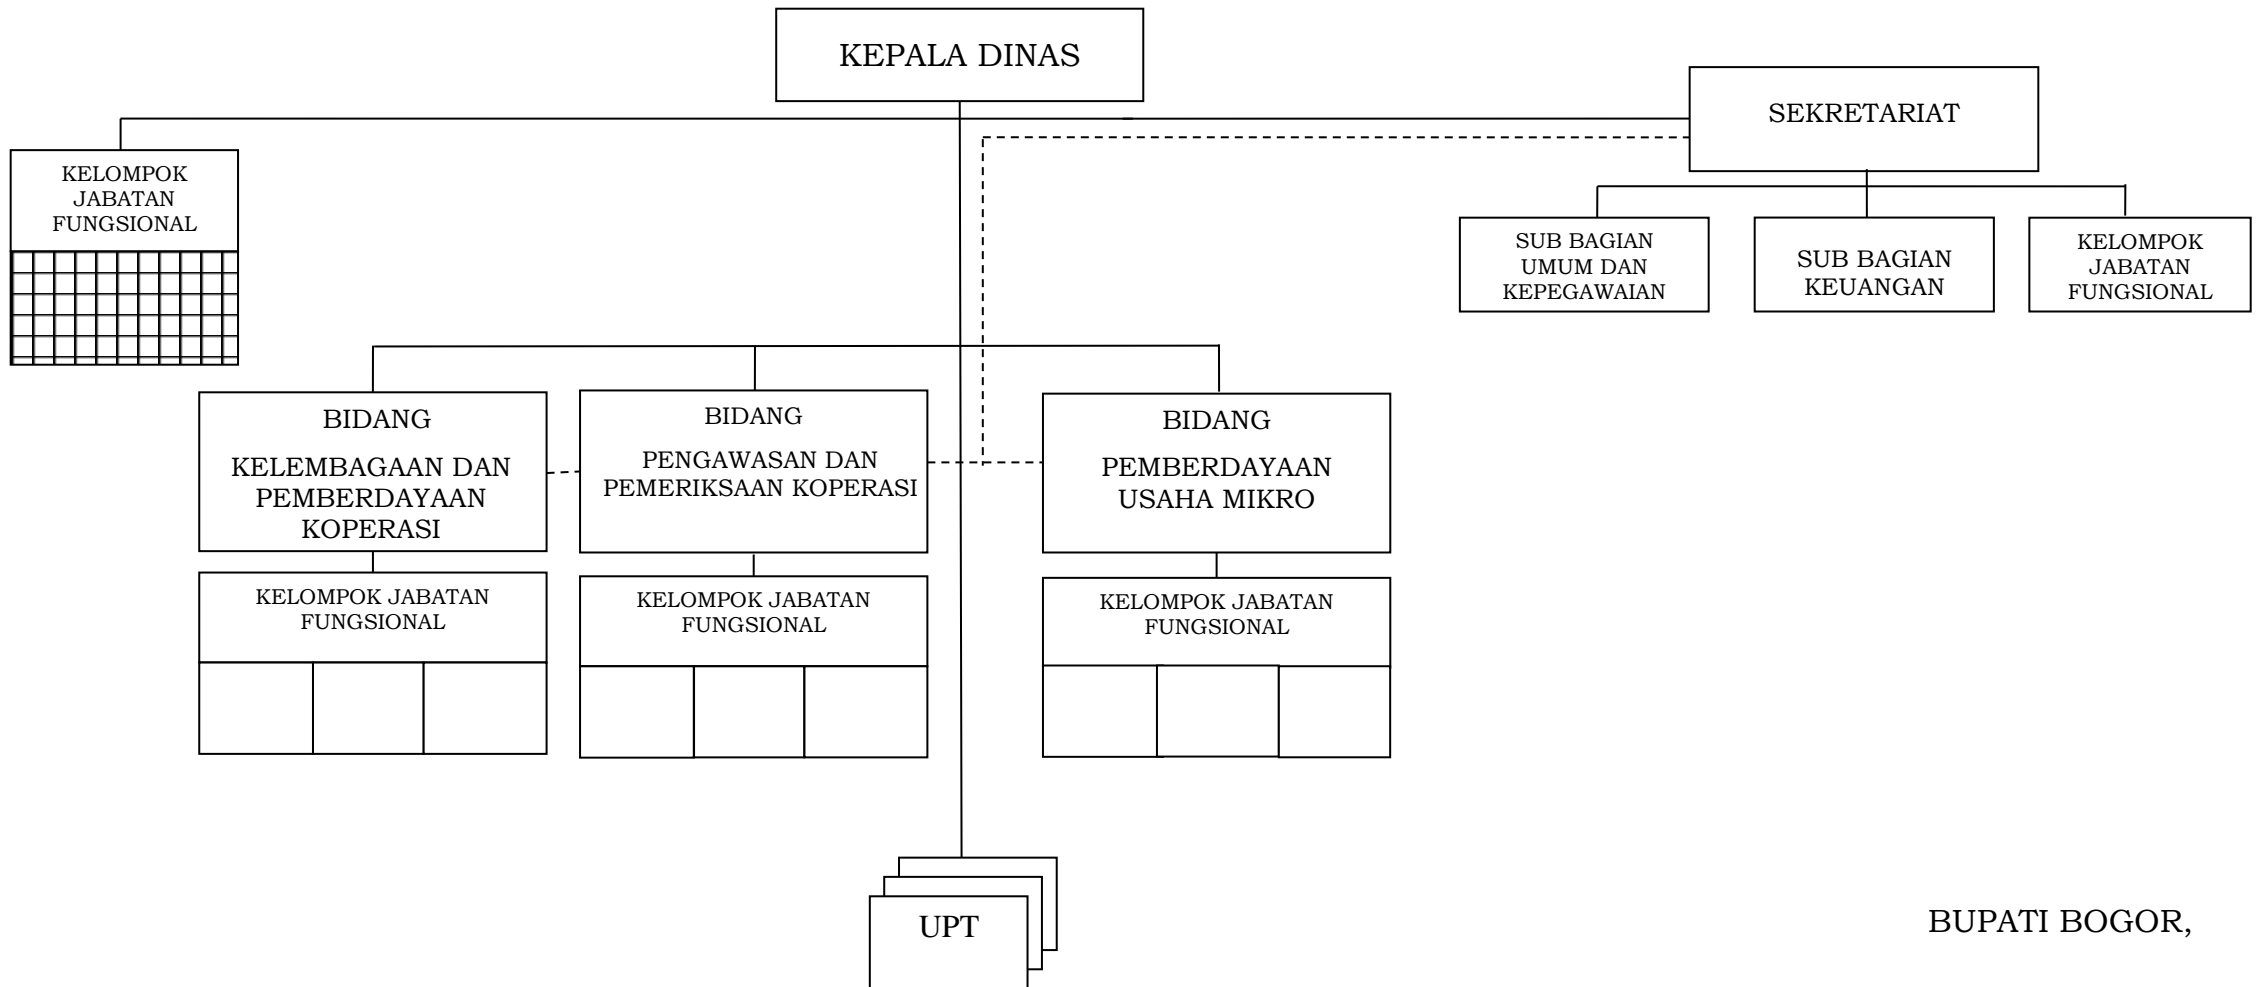 KEPALA DINAS
SEKRETARIAT
KELOMPOK
JABATAN
FUNGSIONAL
SUB BAGIAN
UMUM DAN
KEPEGAWAIAN
SUB BAGIAN
KEUANGAN
KELOMPOK
JABATAN
FUNGSIONAL
BIDANG
KELEMBAGAAN DAN
PEMBERDAYAAN
KOPERASI
BIDANG
PENGAWASAN DAN
PEMERIKSAAN KOPERASI
BIDANG
PEMBERDAYAAN
USAHA MIKRO
KELOMPOK JABATAN
FUNGSIONAL
KELOMPOK JABATAN
FUNGSIONAL
KELOMPOK JABATAN
FUNGSIONAL
UPT
BUPATI BOGOR,